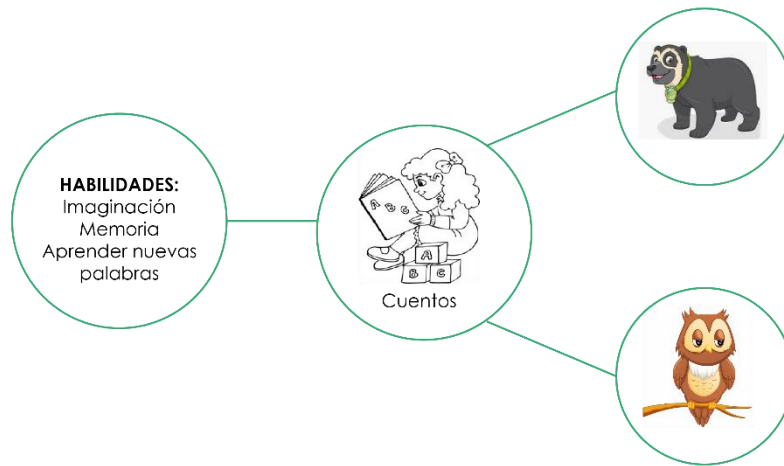 HABILIDADES:
Imaginación
Memoria
Aprender nuevas
palabras
A B C
A
B C
Cuentos